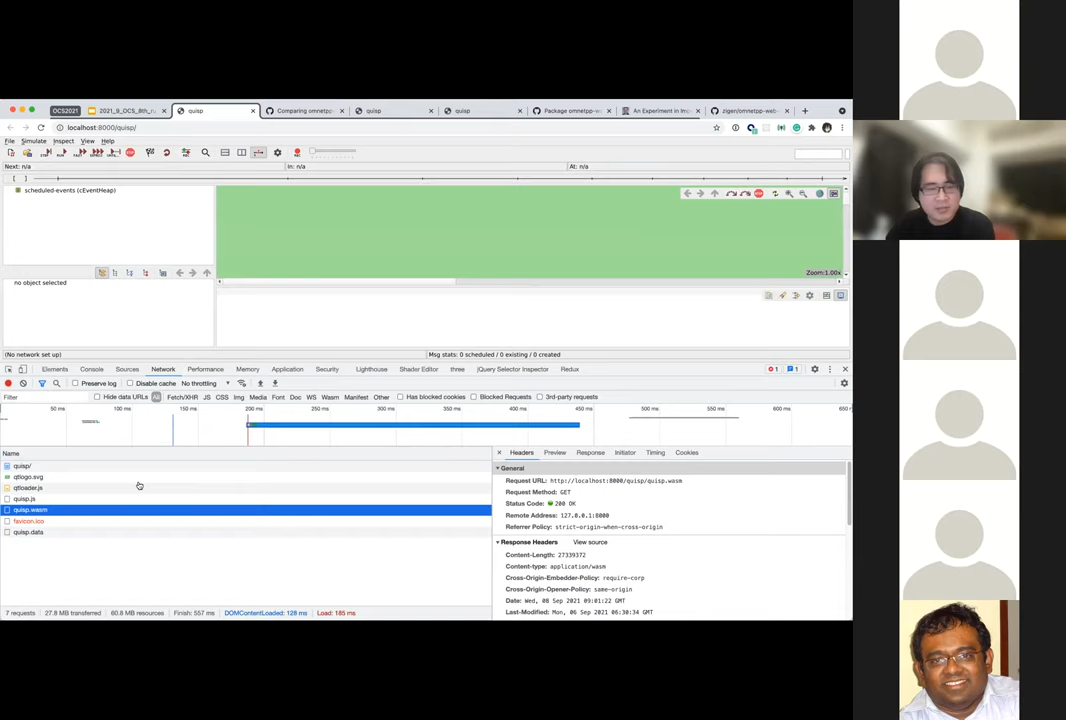 OCS2021 2021_9_OCS_8th_ quisp Comparing omnetpp- quisp quisp Package omnetpp-w An Experiment in Imp zigen/omnetpp-web-
localhost:8000/quisp/
File Simulate Inspect View Help
STEP RUN FAST EXPRESS UNTIL... STOP REC
Next: n/a In: n/a At: n/a
scheduled-events (cEventHeap)
Zoom:1.00x
no object selected
(No network set up) Msg stats: 0 scheduled / 0 existing / 0 created
Elements Console Sources Network Performance Memory Application Security Lighthouse Shader Editor three jQuery Selector Inspector Redux 1 1
Preserve log Disable cache No throttling
Filter Hide data URLs All Fetch/XHR JS CSS Img Media Font Doc WS Wasm Manifest Other Has blocked cookies Blocked Requests 3rd-party requests
50 ms 100 ms 150 ms 200 ms 250 ms 300 ms 350 ms 400 ms 450 ms 500 ms 550 ms 600 ms 650
Name
quisp/
qtlogo.svg
qtloader.js
quisp.js
quisp.wasm
favicon.ico
quisp.data
Headers Preview Response Initiator Timing Cookies
General
Request URL: http://localhost:8000/quisp/quisp.wasm
Request Method: GET
Status Code: 200 OK
Remote Address: 127.0.0.1:8000
Referrer Policy: strict-origin-when-cross-origin
Response Headers View source
Content-Length: 27339372
Content-type: application/wasm
Cross-Origin-Embedder-Policy: require-corp
Cross-Origin-Opener-Policy: same-origin
Date: Wed, 08 Sep 2021 09:01:22 GMT
Last-Modified: Mon, 06 Sep 2021 06:30:34 GMT
7 requests 27.8 MB transferred 60.8 MB resources Finish: 557 ms DOMContentLoaded: 128 ms Load: 185 ms